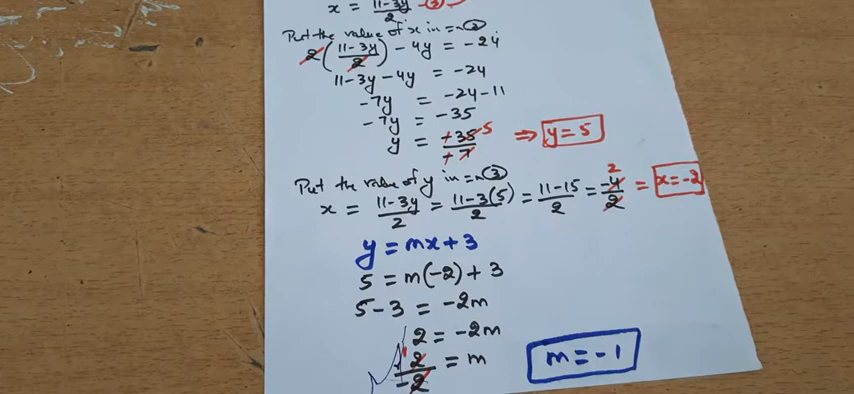 x = 11-3y/2 -③
Put the value of x in =n ②
2(11-3y/2) - 4y = -24
11-3y-4y = -24
-7y = -24-11
-7y = -35
y = -35/-7 5 ⇒ y=5
Put the value of y in =n ③
x = 11-3y/2 = 11-3(5)/2 = 11-15/2 = -4/2 2 = x=-2
y = mx+3
5 = m(-2)+3
5-3 = -2m
2 = -2m
2/-2 = m
m=-1